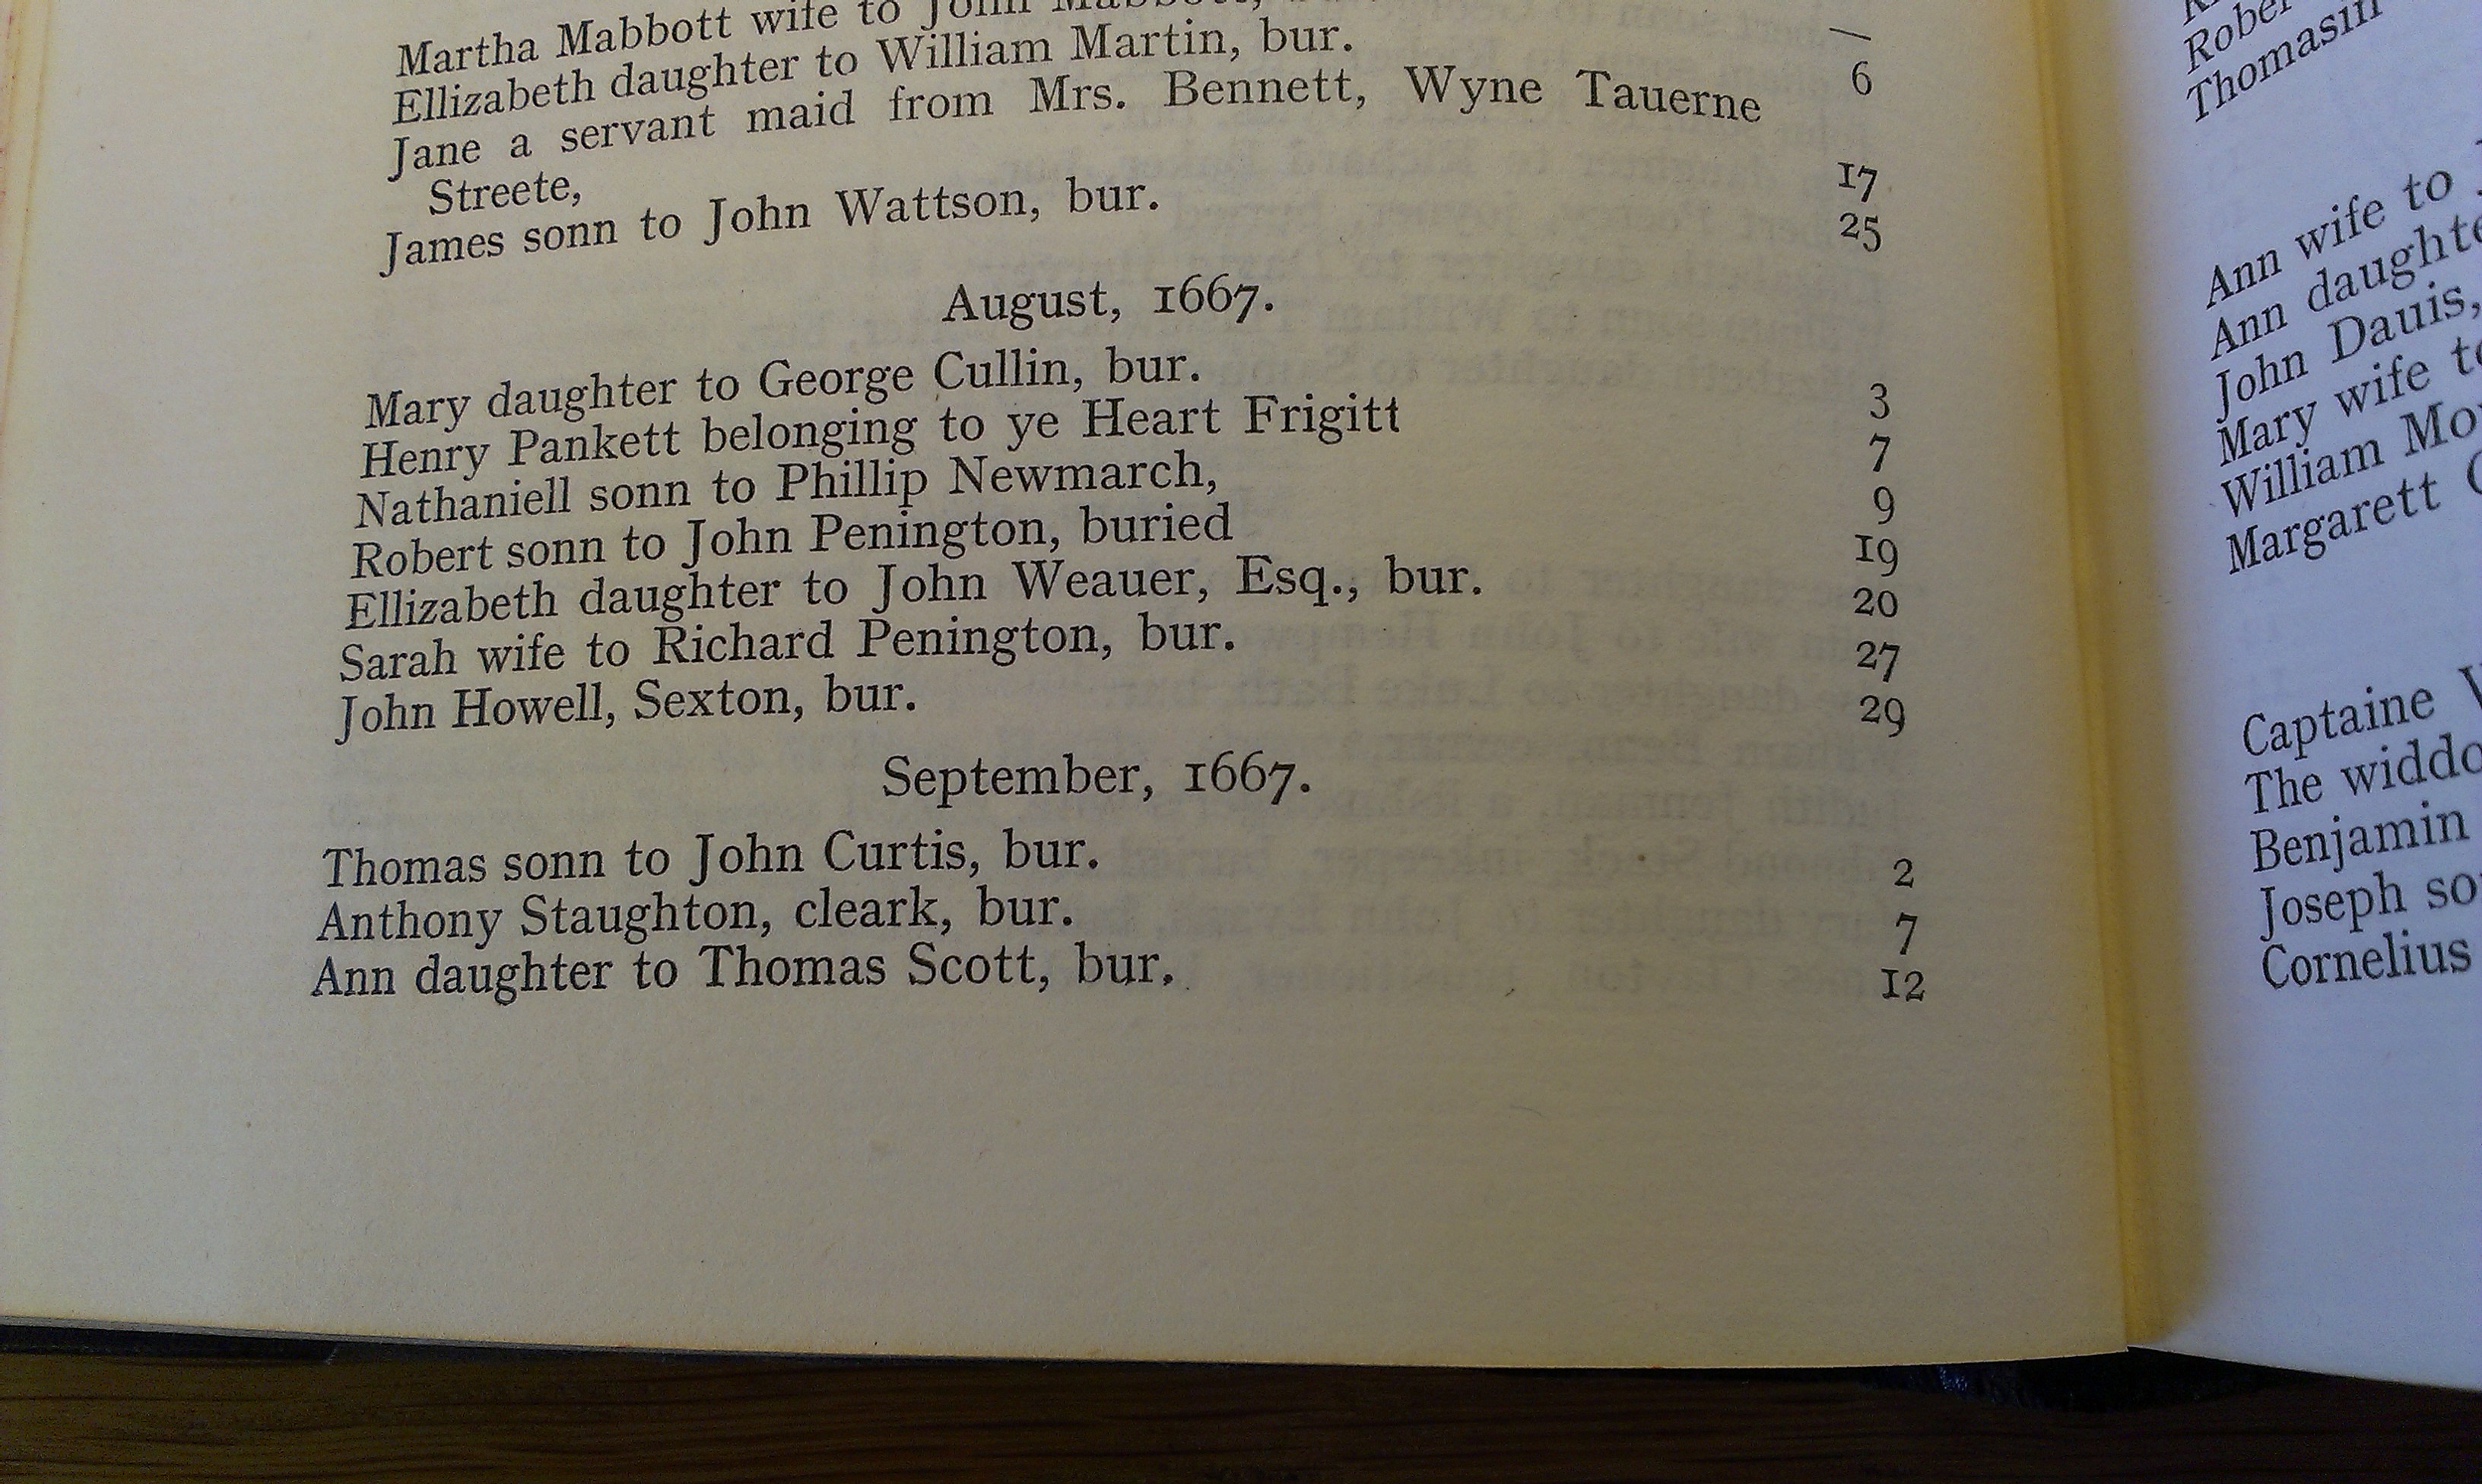 Martha Mabbott wife to John Mabbott,
Ellizabeth daughter to William Martin, bur. —
Jane a servant maid from Mrs. Bennett, Wyne Tauerne 6
Streete, 17
James sonn to John Wattson, bur. 25
August, 1667.
Mary daughter to George Cullin, bur. 3
Henry Pankett belonging to ye Heart Frigitt 7
Nathaniell sonn to Phillip Newmarch, 9
Robert sonn to John Penington, buried 19
Ellizabeth daughter to John Weauer, Esq., bur. 20
Sarah wife to Richard Penington, bur. 27
John Howell, Sexton, bur. 29
September, 1667.
Thomas sonn to John Curtis, bur. 2
Anthony Staughton, cleark, bur. 7
Ann daughter to Thomas Scott, bur. 12
Thomasin
Ann wife to
Ann
John Dauis,
Mary wife
William
Margarett
Captaine
The
Benjamin
Joseph
Cornelius